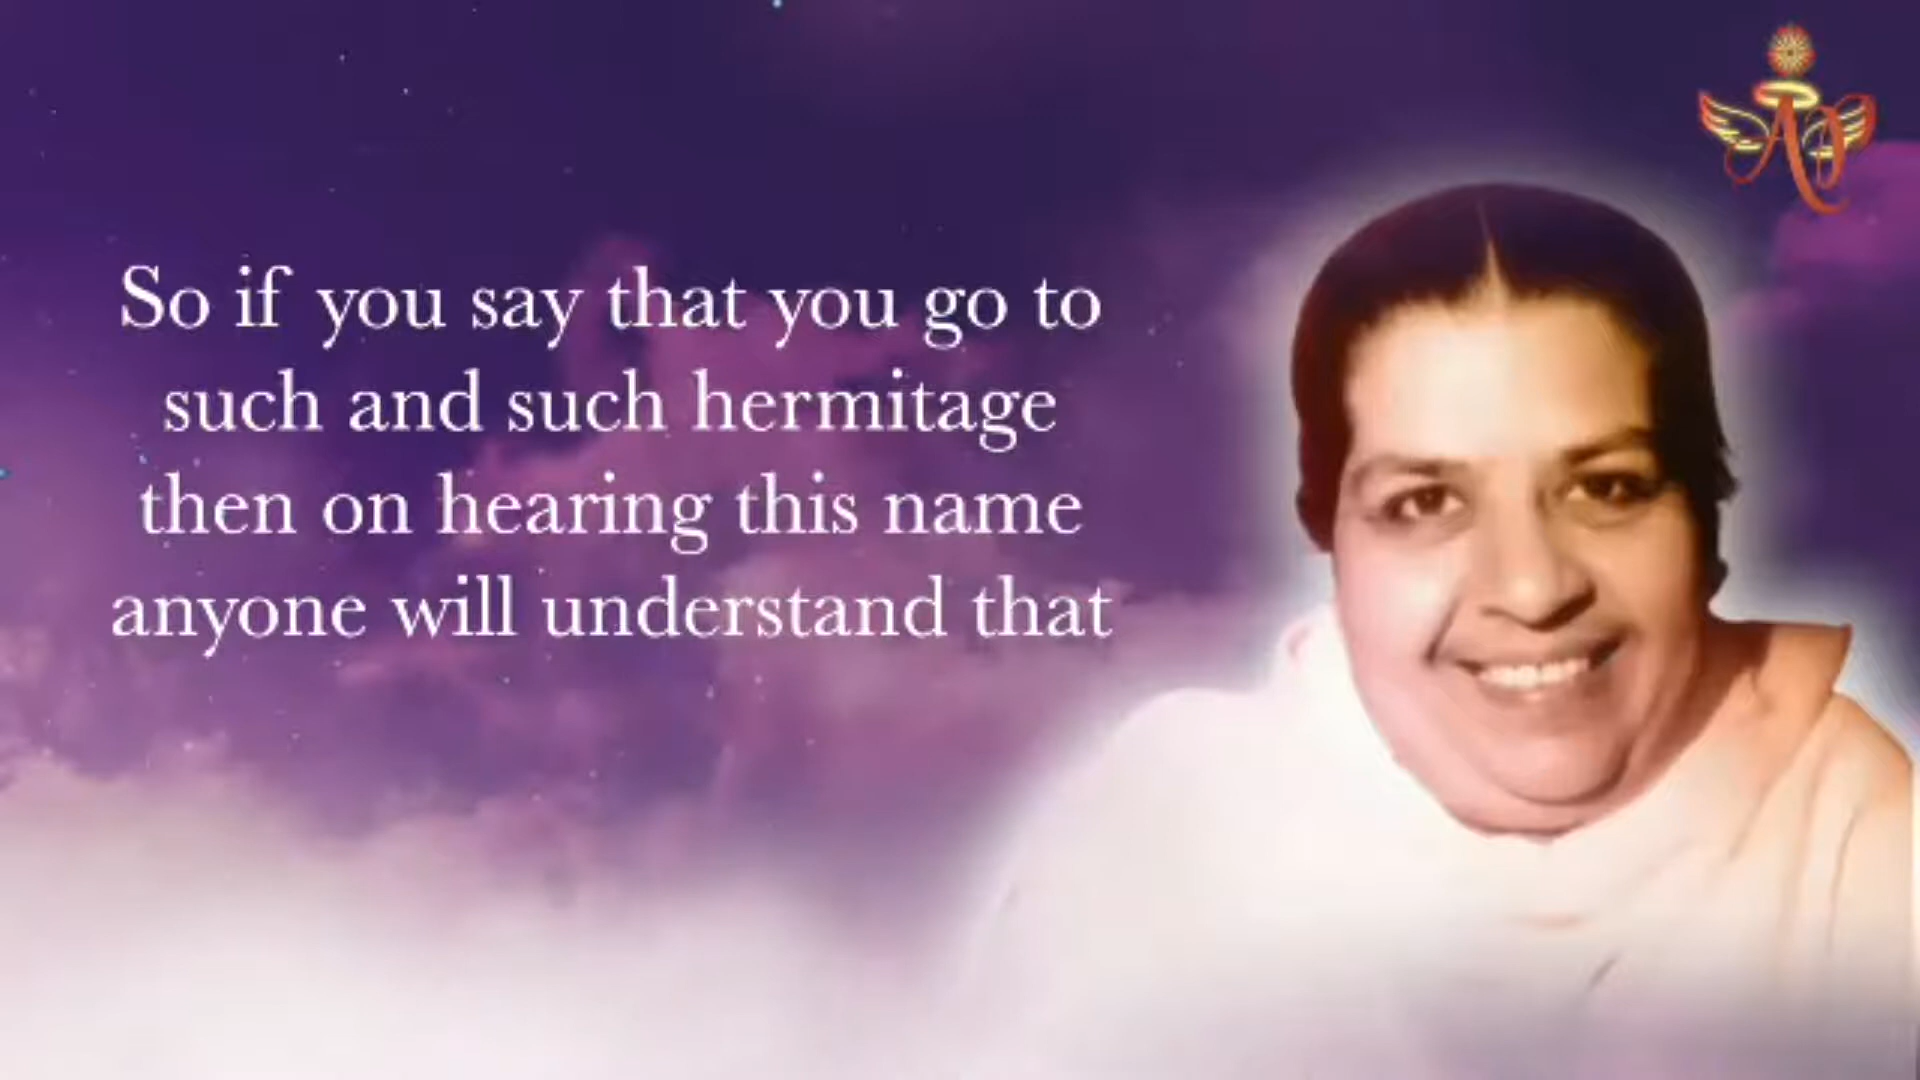 So if you say that you go to
such and such hermitage
then on hearing this name
anyone will understand that